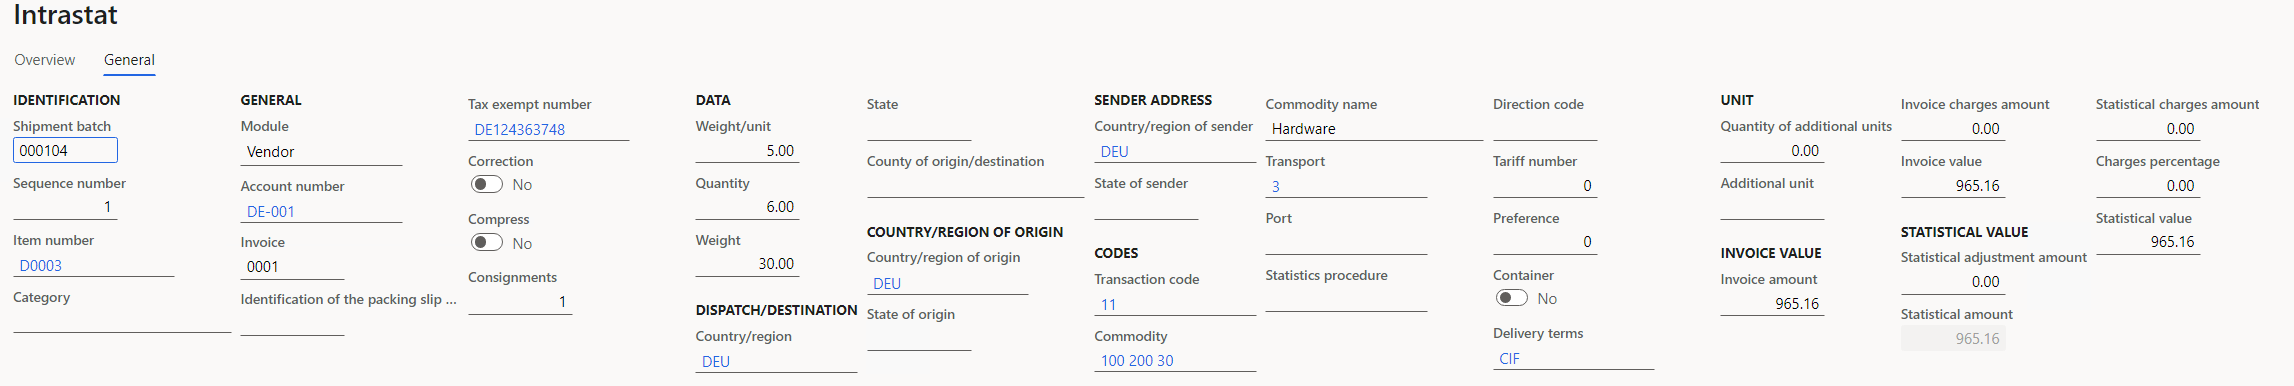 Intrastat
Overview
General
IDENTIFICATION
Shipment batch
000104
Sequence number
1
Item number
D0003
Category
GENERAL
Module
Vendor
Account number
DE-001
Invoice
0001
Identification of the packing slip ...
Tax exempt number
DE124363748
Correction
No
Compress
No
Consignments
1
DATA
Weight/unit
5.00
Quantity
6.00
Weight
30.00
DISPATCH/DESTINATION
Country/region
DEU
State
County of origin/destination
COUNTRY/REGION OF ORIGIN
Country/region of origin
DEU
State of origin
SENDER ADDRESS
Country/region of sender
DEU
State of sender
CODES
Transaction code
11
Commodity
100 200 30
Commodity name
Hardware
Transport
3
Port
Statistics procedure
Direction code
Tariff number
0
Preference
0
Container
No
Delivery terms
CIF
UNIT
Quantity of additional units
0.00
Additional unit
INVOICE VALUE
Invoice amount
965.16
Invoice charges amount
0.00
Invoice value
965.16
STATISTICAL VALUE
Statistical adjustment amount
0.00
Statistical amount
965.16
Statistical charges amount
0.00
Charges percentage
0.00
Statistical value
965.16